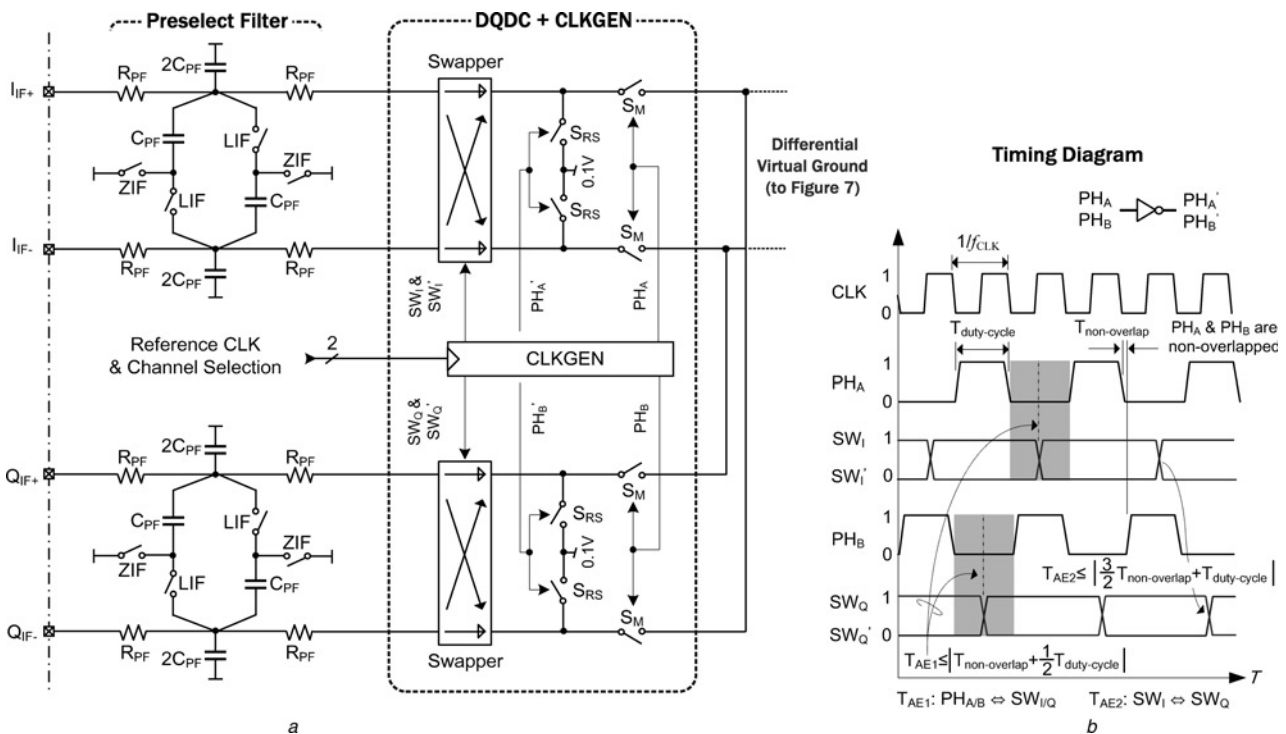 Preselect Filter
DQDC + CLKGEN
2C_PF
Swapper
R_PF
R_PF
I_IF+
S_M
C_PF
LIF
S_RS
ZIF
ZIF
0.1V
LIF
C_PF
S_RS
I_IF-
S_M
R_PF
2C_PF
R_PF
Differential
Virtual Ground
(to Figure 7)
SW_I &
SW_I'
PH_A'
PH_A
Reference CLK
& Channel Selection
2
CLKGEN
SW_Q &
SW_Q'
PH_B'
PH_B
2C_PF
R_PF
R_PF
Q_IF+
S_M
C_PF
LIF
S_RS
ZIF
ZIF
0.1V
LIF
C_PF
S_RS
Q_IF-
S_M
R_PF
2C_PF
R_PF
Swapper
a
Timing Diagram
PH_A
PH_B
PH_A'
PH_B'
1/f_CLK
CLK
1
0
T_duty-cycle
T_non-overlap
PH_A & PH_B are
non-overlapped
PH_A
1
0
SW_I
1
SW_I'
0
PH_B
1
0
T_AE2 ≤ | 3/2 T_non-overlap + T_duty-cycle |
SW_Q
1
SW_Q'
0
T_AE1 ≤ | T_non-overlap + 1/2 T_duty-cycle |
T
T_AE1: PH_A/B ⇔ SW_I/Q
T_AE2: SW_I ⇔ SW_Q
b